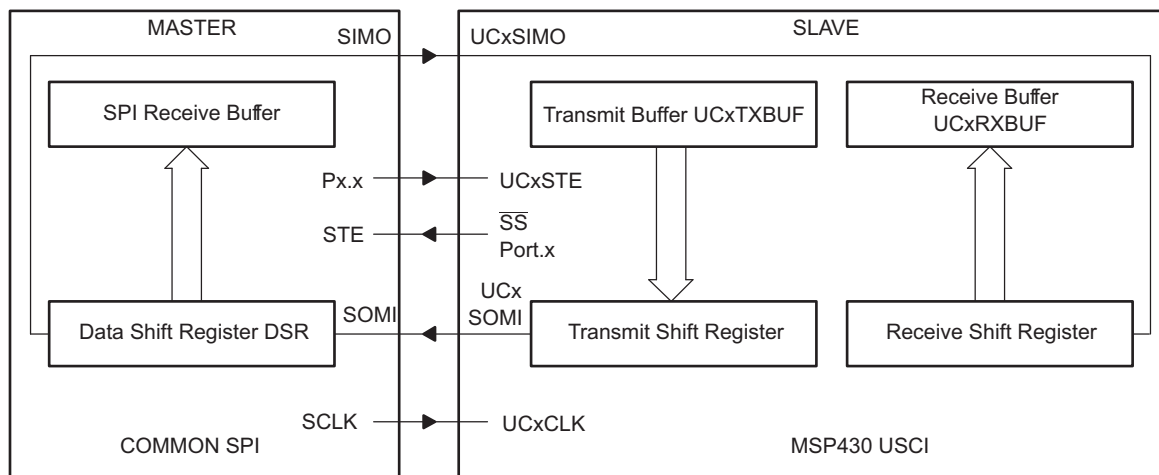 MASTER
SLAVE
SIMO
UCxSIMO
SPI Receive Buffer
Transmit Buffer UCxTXBUF
Receive Buffer
UCxRXBUF
Px.x
UCxSTE
STE
SS
Port.x
UCx
SOMI
SOMI
Data Shift Register DSR
Transmit Shift Register
Receive Shift Register
SCLK
UCxCLK
COMMON SPI
MSP430 USCI